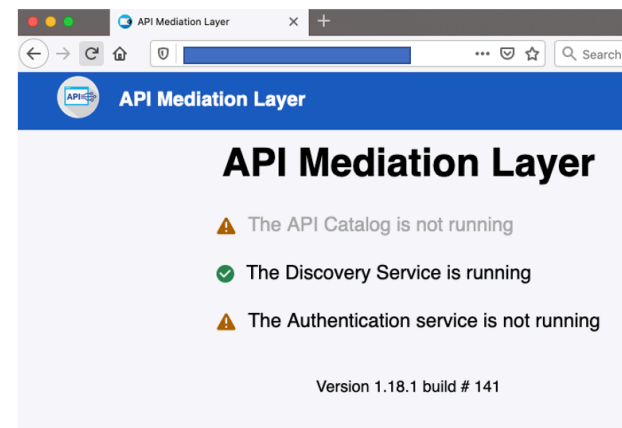 API Mediation Layer
Search
API
API Mediation Layer
API Mediation Layer
The API Catalog is not running
The Discovery Service is running
The Authentication service is not running
Version 1.18.1 build # 141